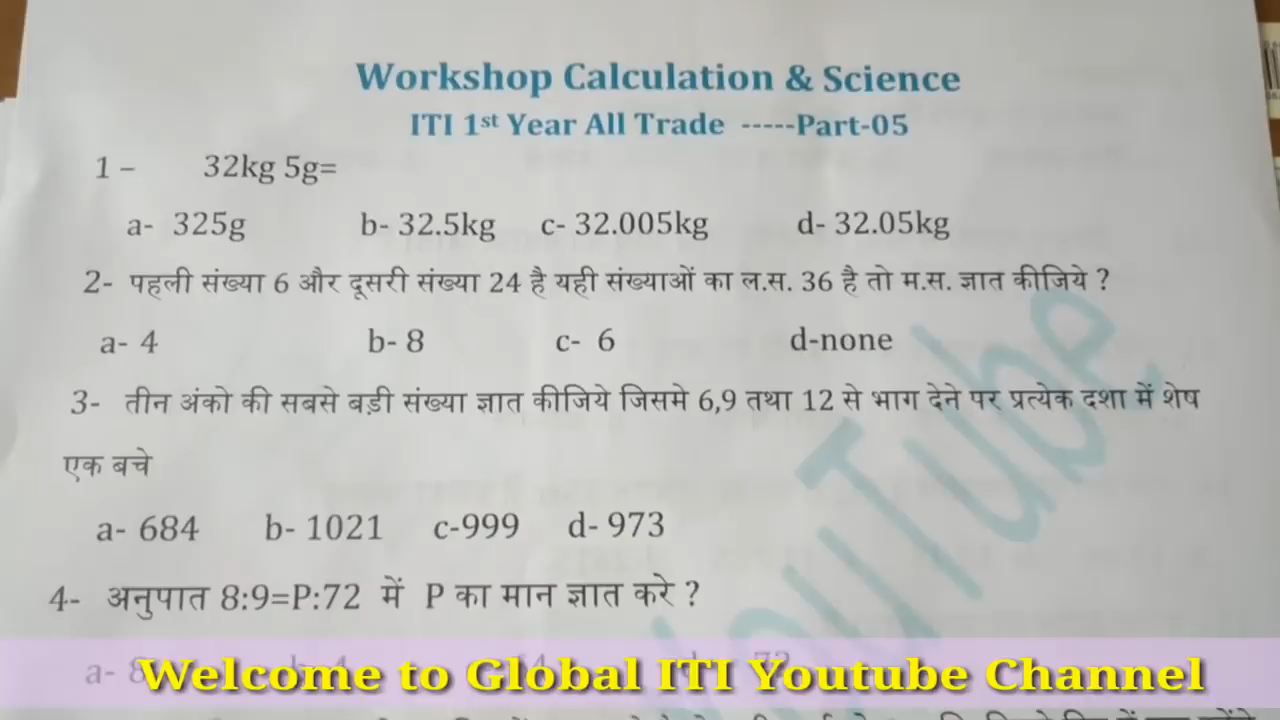 Workshop Calculation & Science
ITI 1st Year All Trade -----Part-05
1 – 32kg 5g=
a- 325g b- 32.5kg c- 32.005kg d- 32.05kg
2- पहली संख्या 6 और दूसरी संख्या 24 है यही संख्याओं का ल.स. 36 है तो म.स. ज्ञात कीजिये ?
a- 4 b- 8 c- 6 d-none
3- तीन अंको की सबसे बड़ी संख्या ज्ञात कीजिये जिसमे 6,9 तथा 12 से भाग देने पर प्रत्येक दशा में शेष
एक बचे
a- 684 b- 1021 c-999 d- 973
4- अनुपात 8:9=P:72 में P का मान ज्ञात करे ?
a- 8
Welcome to Global ITI Youtube Channel
YouTube